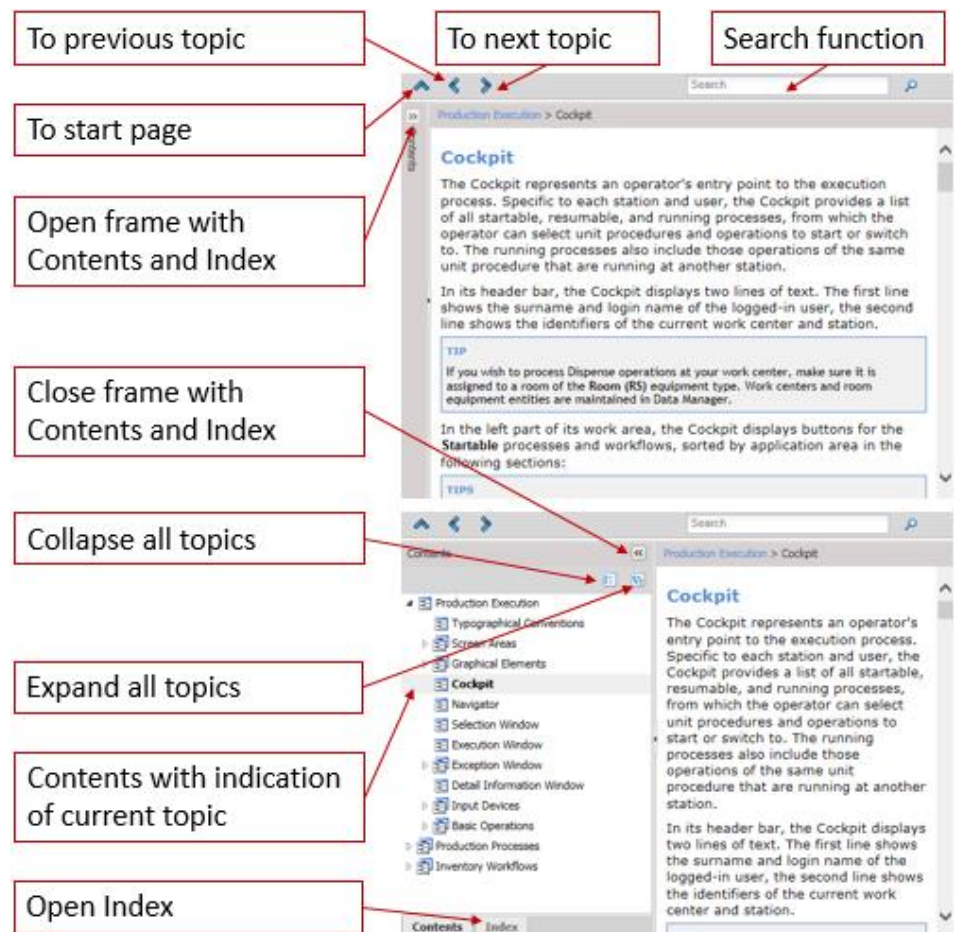 To previous topic
To next topic
Search function
Search
To start page
Production Execution > Cockpit
Contents
Cockpit
The Cockpit represents an operator's entry point to the execution
process. Specific to each station and user, the Cockpit provides a list
of all startable, resumable, and running processes, from which the
operator can select unit procedures and operations to start or switch
to. The running processes also include those operations of the same
unit procedure that are running at another station.
In its header bar, the Cockpit displays two lines of text. The first line
shows the surname and login name of the logged-in user, the second
line shows the identifiers of the current work center and station.
TIP
If you wish to process Dispense operations at your work center, make sure it is
assigned to a room of the Room (RS) equipment type. Work centers and room
equipment entities are maintained in Data Manager.
In the left part of its work area, the Cockpit displays buttons for the
Startable processes and workflows, sorted by application area in the
following sections:
TIPS
Open frame with
Contents and Index
Close frame with
Contents and Index
Collapse all topics
Expand all topics
Contents with indication
of current topic
Open Index
Search
Contents
Production Execution > Cockpit
Production Execution
Typographical Conventions
Screen Areas
Graphical Elements
Cockpit
Navigator
Selection Window
Execution Window
Exception Window
Detail Information Window
Input Devices
Basic Operations
Production Processes
Inventory Workflows
Contents
Index
Cockpit
The Cockpit represents an operator's
entry point to the execution process.
Specific to each station and user, the
Cockpit provides a list of all startable,
resumable, and running processes,
from which the operator can select
unit procedures and operations to
start or switch to. The running
processes also include those
operations of the same unit
procedure that are running at another
station.
In its header bar, the Cockpit displays
two lines of text. The first line shows
the surname and login name of the
logged-in user, the second line shows
the identifiers of the current work
center and station.